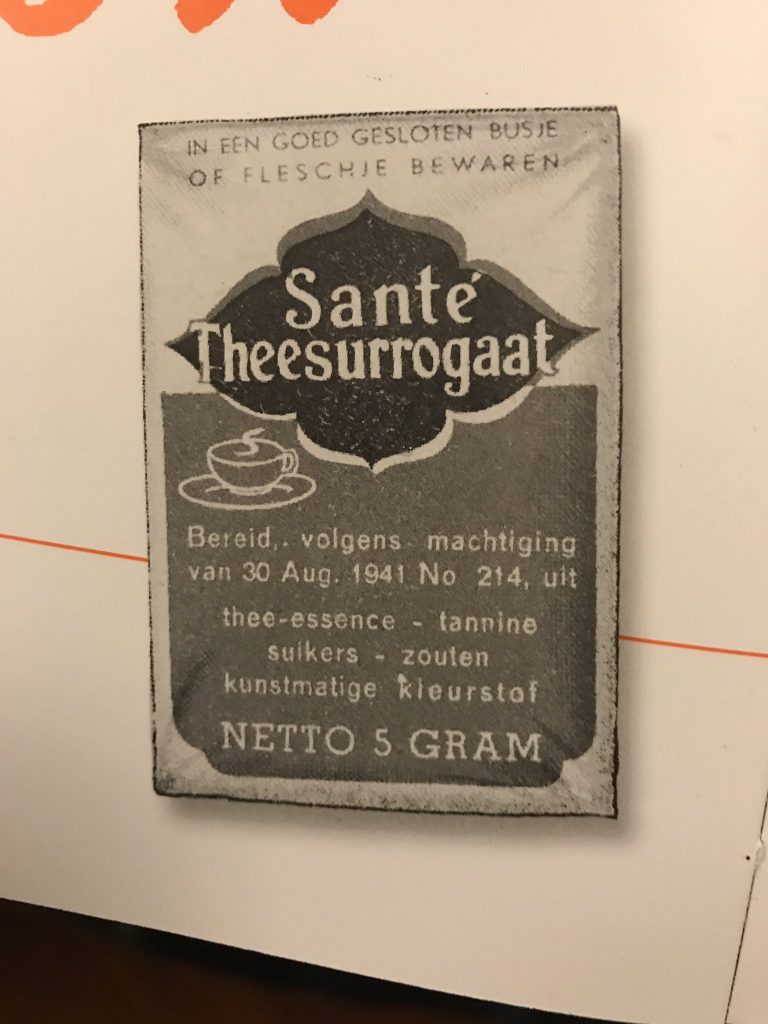 IN EEN GOED GESLOTEN BUSJE
OF FLESCHJE BEWAREN
Santé
Theesurrogaat
Bereid, volgens machtiging
van 30 Aug. 1941 No 214, uit
thee-essence - tannine
suikers - zouten
kunstmatige kleurstof
NETTO 5 GRAM